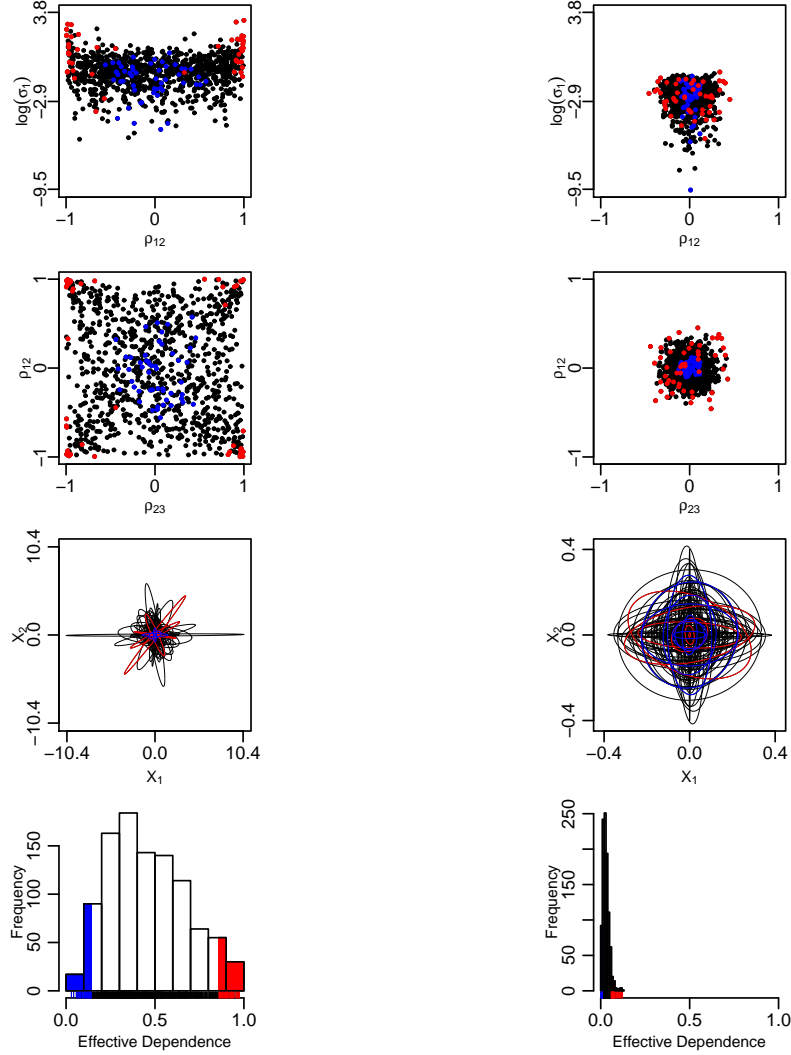 3.8
−2.9
−9.5
log(σ1)
−1 0 1
ρ12
3.8
−2.9
−9.5
log(σ1)
−1 0 1
ρ12
1
0
−1
ρ12
−1 0 1
ρ23
1
0
−1
ρ12
−1 0 1
ρ23
10.4
0.0
−10.4
X2
−10.4 0.0 10.4
X1
0.4
0.0
−0.4
X2
−0.4 0.0 0.4
X1
150
100
50
0
Frequency
0.0 0.5 1.0
Effective Dependence
250
150
50
0
Frequency
0.0 0.5 1.0
Effective Dependence